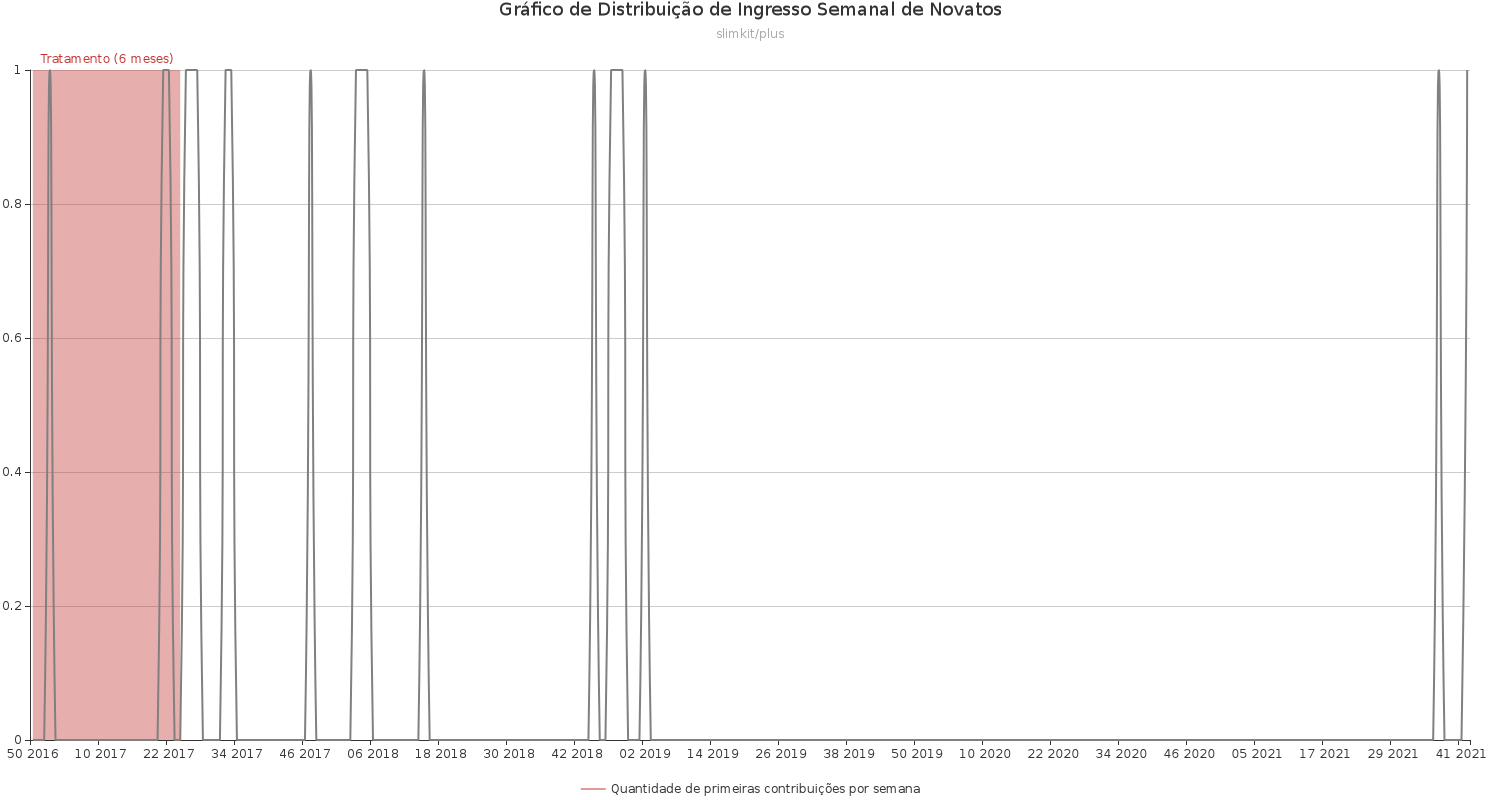 Gráfico de Distribuição de Ingresso Semanal de Novatos
slimkit/plus
Tratamento (6 meses)
1
0.8
0.6
0.4
0.2
0
50 2016 10 2017 22 2017 34 2017 46 2017 06 2018 18 2018 30 2018 42 2018 02 2019 14 2019 26 2019 38 2019 50 2019 10 2020 22 2020 34 2020 46 2020 05 2021 17 2021 29 2021 41 2021
Quantidade de primeiras contribuições por semana